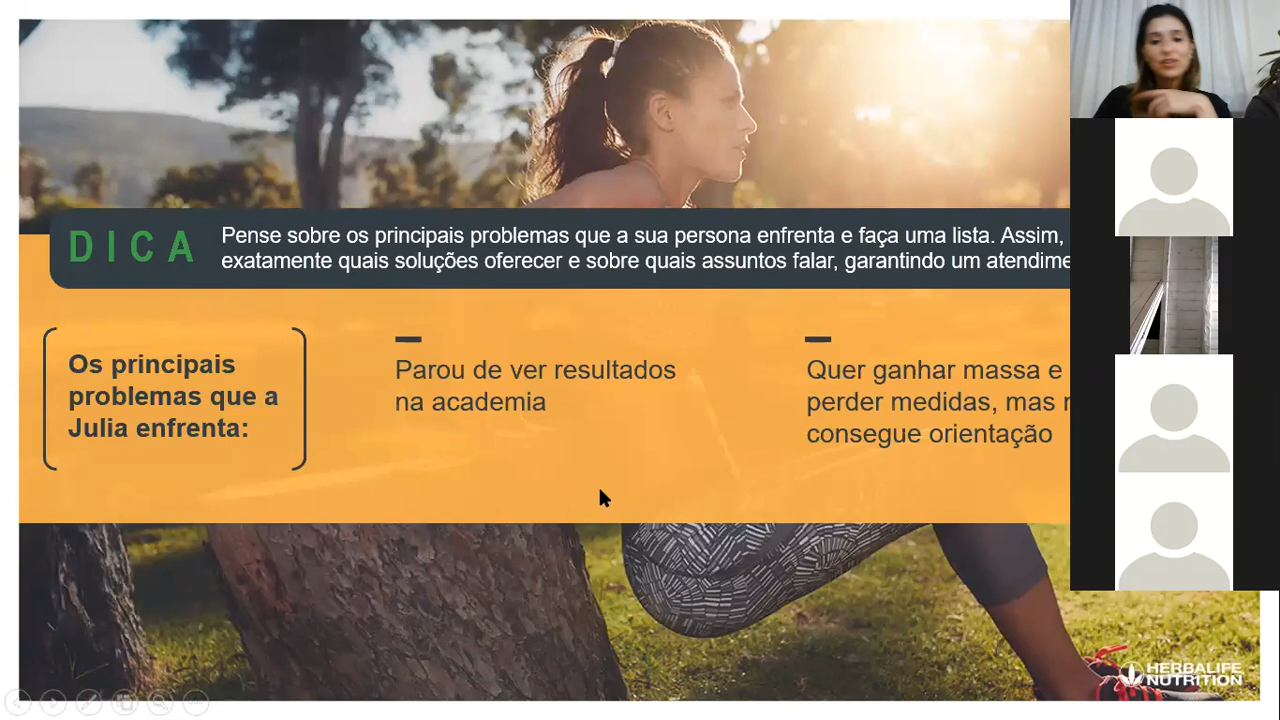 DICA
Pense sobre os principais problemas que a sua persona enfrenta e faça uma lista. Assim,
exatamente quais soluções oferecer e sobre quais assuntos falar, garantindo um atendime
Os principais
problemas que a
Julia enfrenta:
Parou de ver resultados
na academia
Quer ganhar massa e
perder medidas, mas
consegue orientação
HERBALIFE
NUTRITION